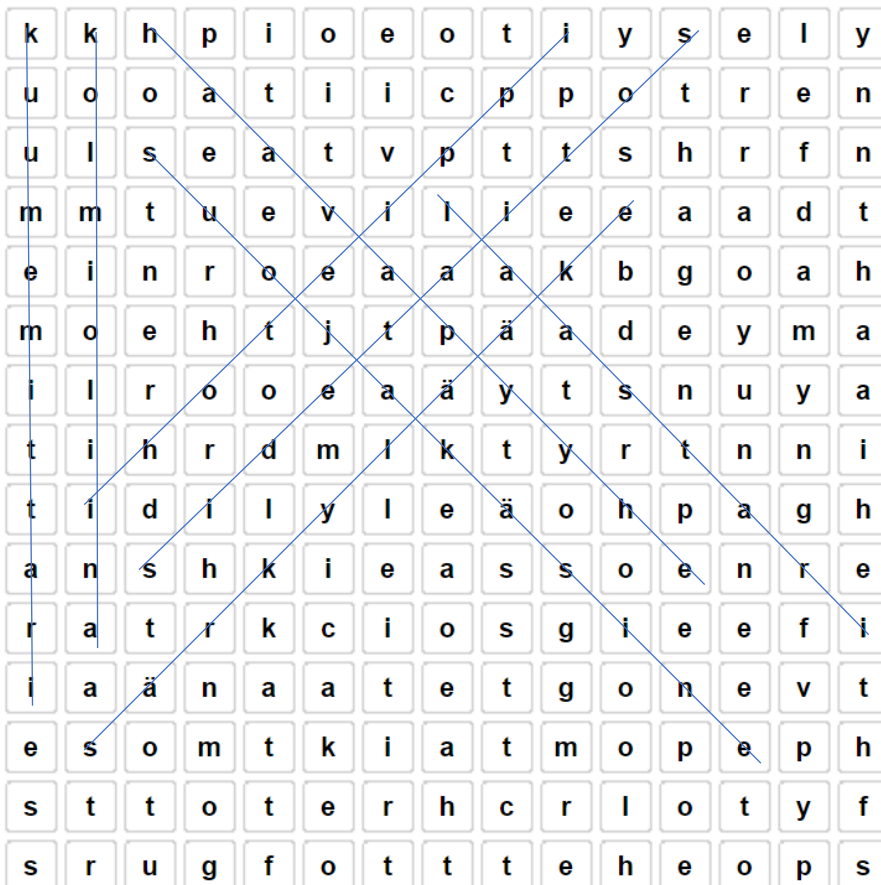 k k h p i o e o t i y s e l y
u o o a t i i c p p o t r e n
u l s e a t v p t t s h r f n
m m t u e v i l i e e a a d t
e i n r o e a a a k b g o a h
m o e h t j t p ä a d e y m a
i l r o o e a ä y t s n u y a
t i h r d m l k t y r t n n i
t i d i l y l e ä o h p a g h
a n s h k i e a s s o e n r e
r a t r k c i o s g i e e f i
i a ä n a a t e t g o n e v t
e s o m t k i a t m o p e p h
s t t o t e r h c r l o t y f
s r u g f o t t t e h e o p s